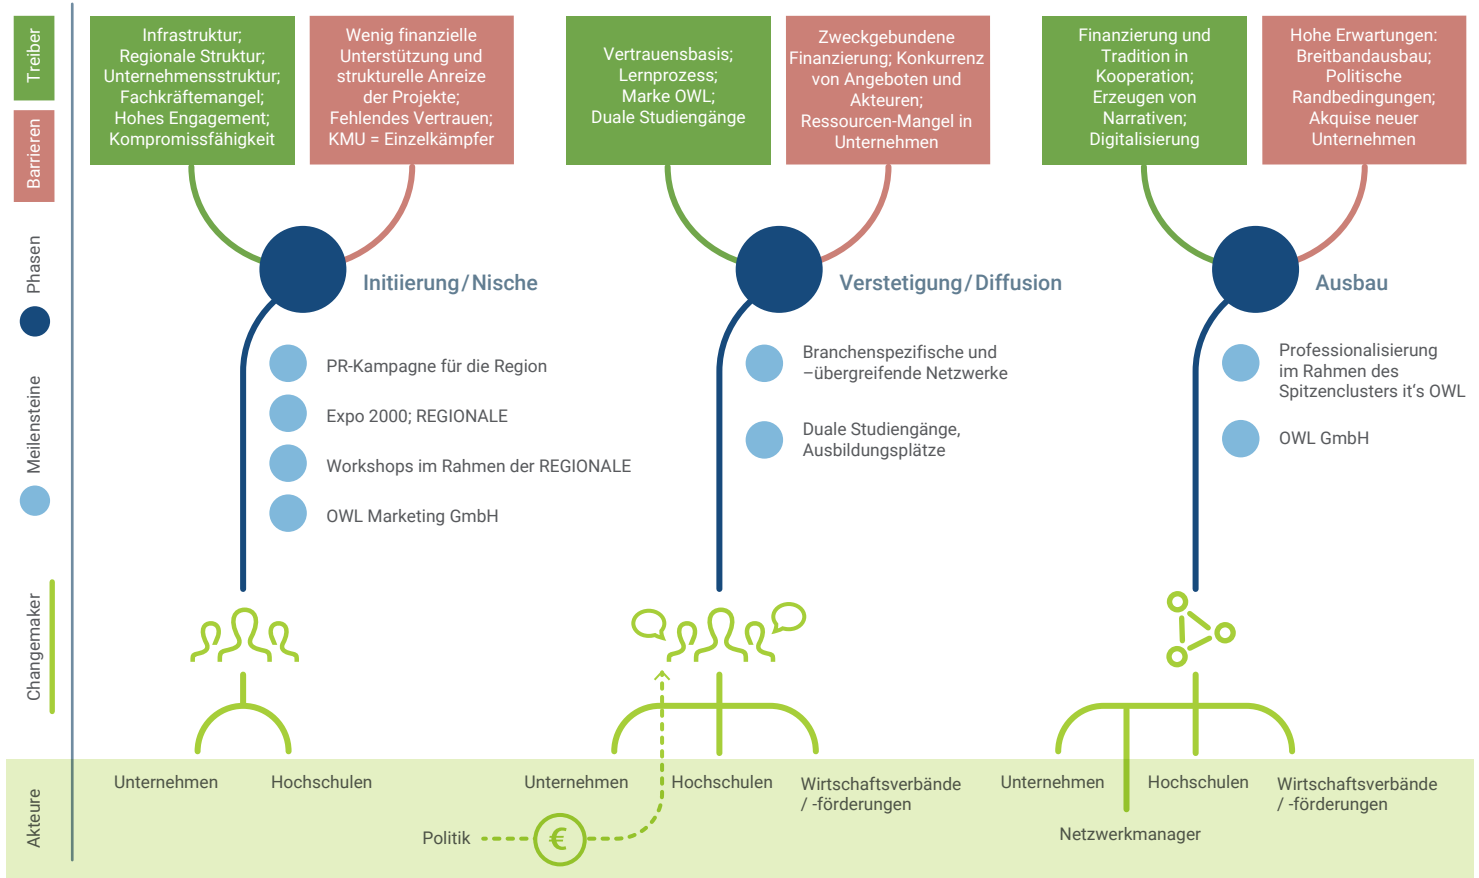 Treiber
Barrieren
Phasen
Meilensteine
Changemaker
Akteure
Infrastruktur;
Regionale Struktur;
Unternehmensstruktur;
Fachkräftemangel;
Hohes Engagement;
Kompromissfähigkeit
Wenig finanzielle
Unterstützung und
strukturelle Anreize
der Projekte;
Fehlendes Vertrauen;
KMU = Einzelkämpfer
Initiierung/Nische
PR-Kampagne für die Region
Expo 2000; REGIONALE
Workshops im Rahmen der REGIONALE
OWL Marketing GmbH
Unternehmen
Hochschulen
Vertrauensbasis;
Lernprozess;
Marke OWL;
Duale Studiengänge
Zweckgebundene
Finanzierung; Konkurrenz
von Angeboten und
Akteuren;
Ressourcen-Mangel in
Unternehmen
Verstetigung/Diffusion
Branchenspezifische und
–übergreifende Netzwerke
Duale Studiengänge,
Ausbildungsplätze
Unternehmen
Hochschulen
Wirtschaftsverbände
/ -förderungen
Politik
€
Finanzierung und
Tradition in
Kooperation;
Erzeugen von
Narrativen;
Digitalisierung
Hohe Erwartungen:
Breitbandausbau;
Politische
Randbedingungen;
Akquise neuer
Unternehmen
Ausbau
Professionalisierung
im Rahmen des
Spitzenclusters it‘s OWL
OWL GmbH
Unternehmen
Hochschulen
Wirtschaftsverbände
/ -förderungen
Netzwerkmanager